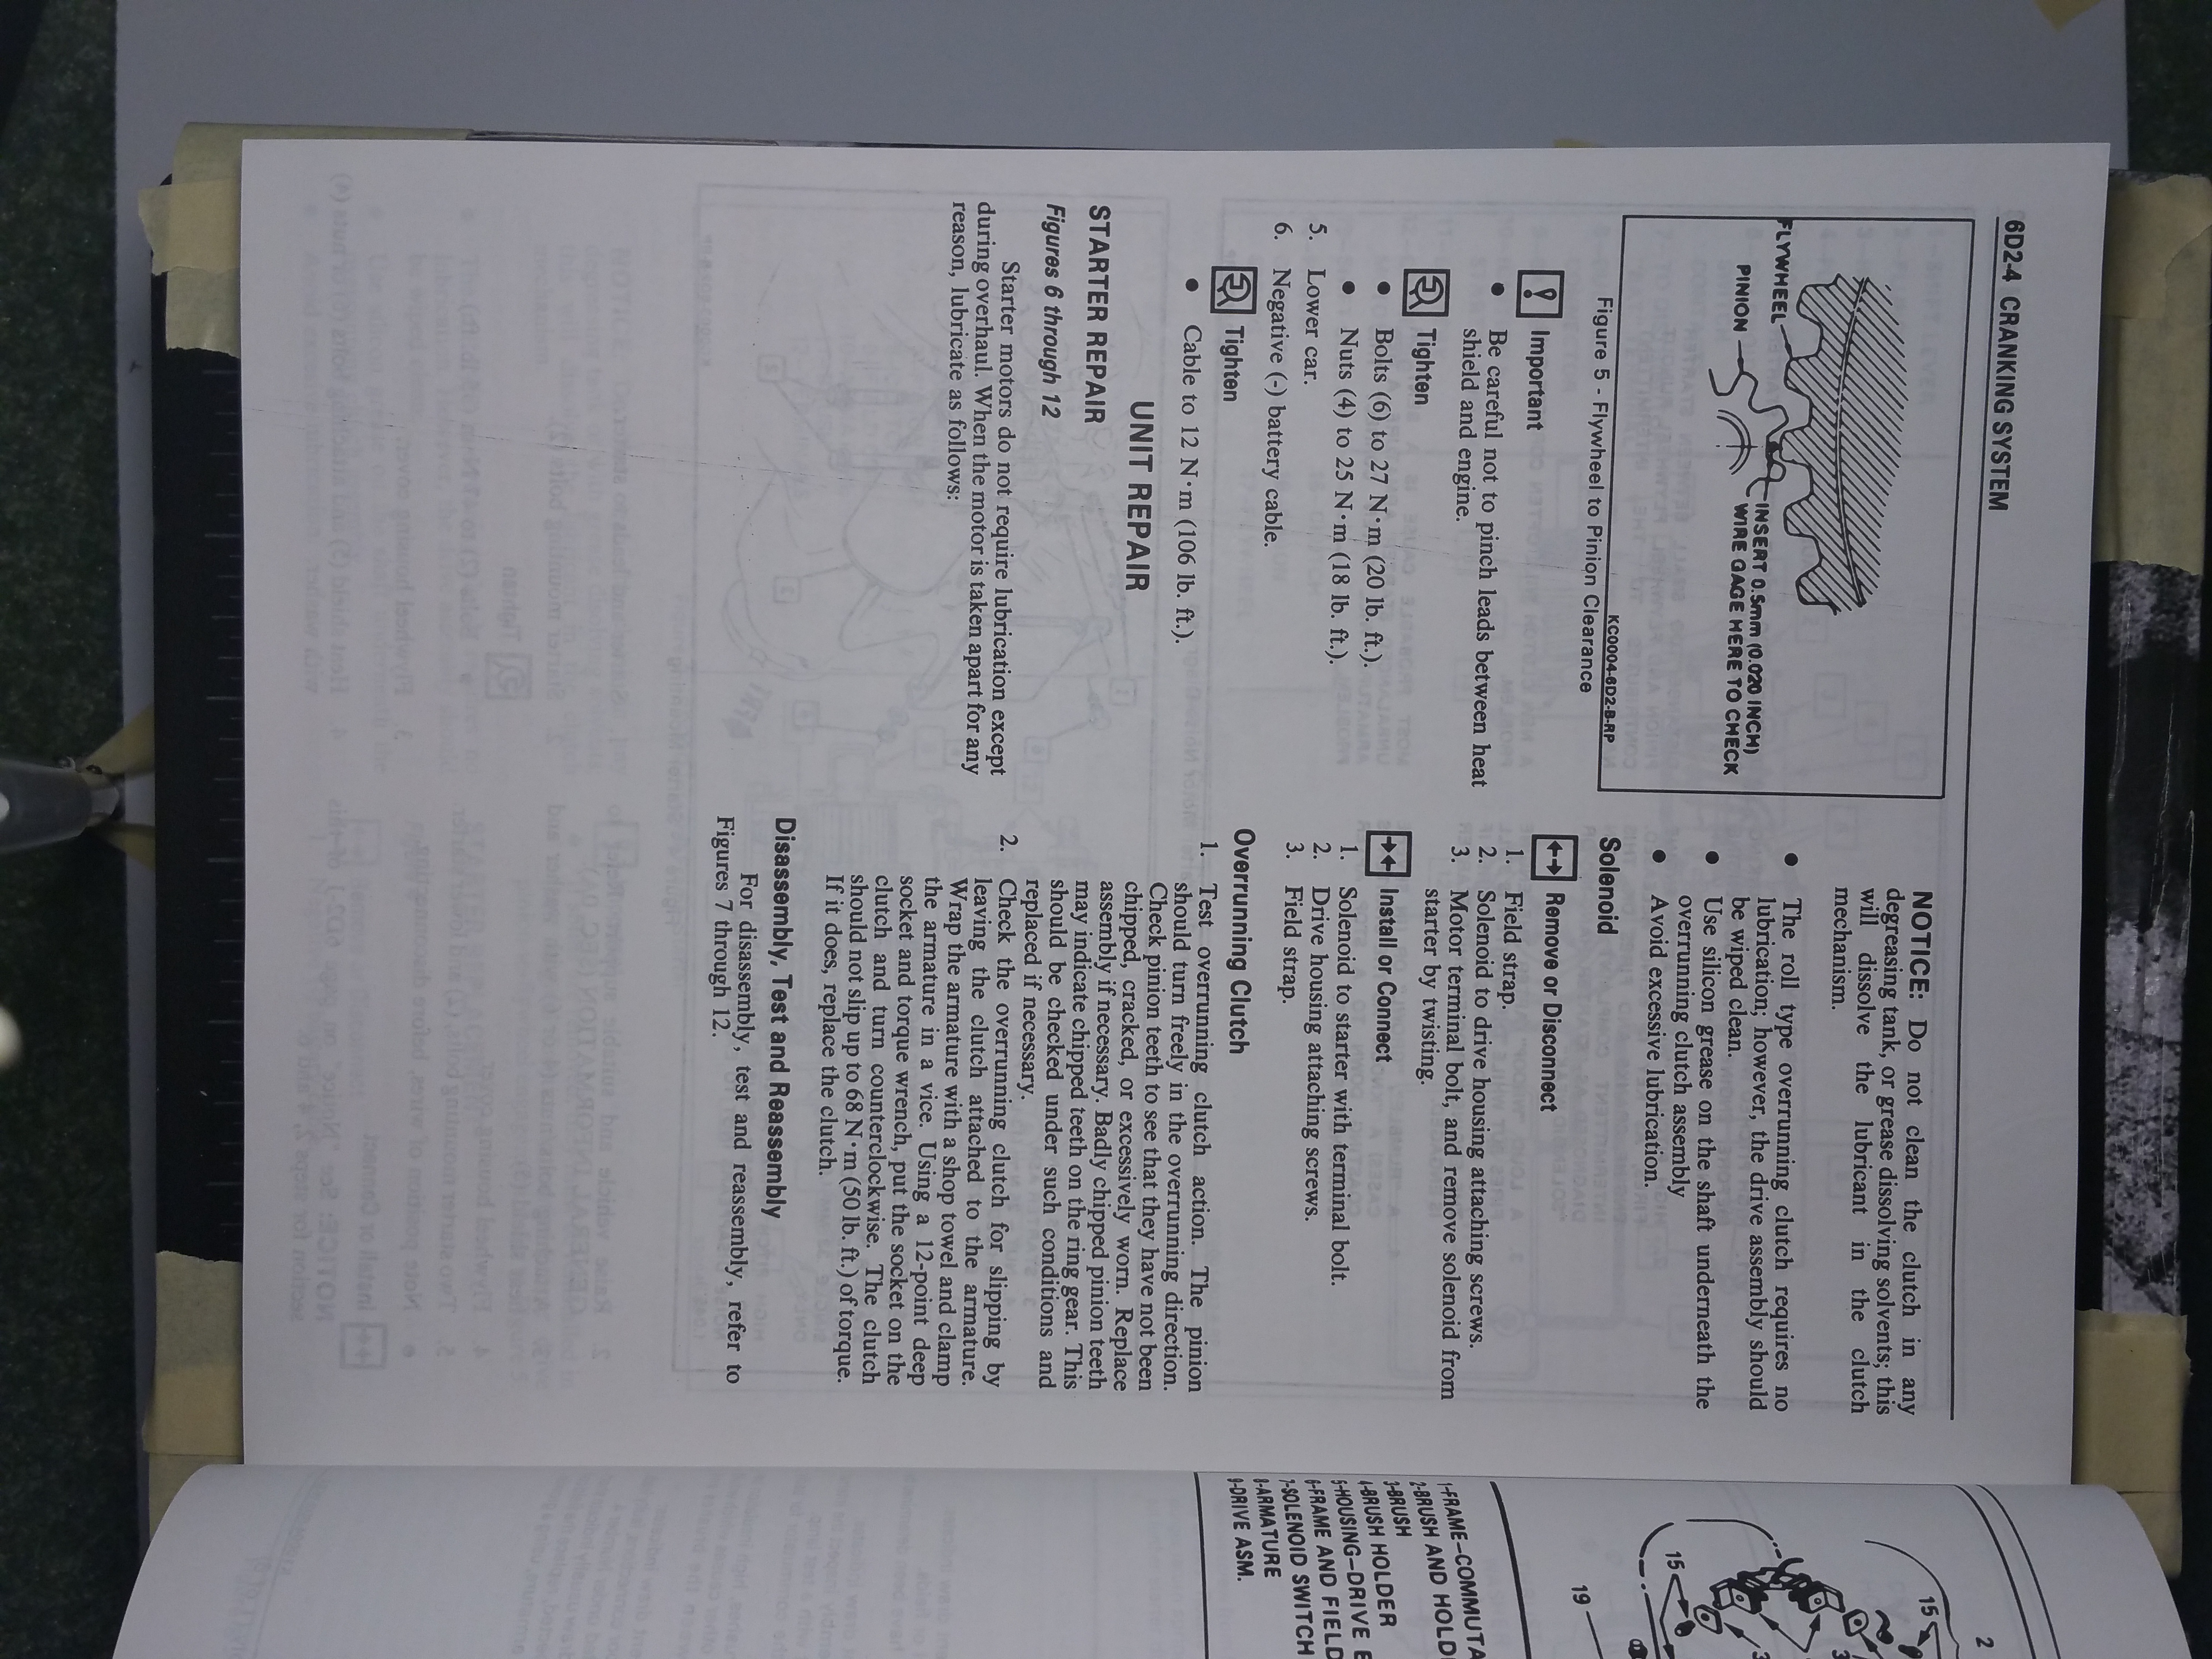 6D2-4 CRANKING SYSTEM
FLYWHEEL
PINION
INSERT 0.5mm (0.020 INCH)
WIRE GAGE HERE TO CHECK
KC0004-6D2-B-RP
Figure 5 - Flywheel to Pinion Clearance
Important
• Be careful not to pinch leads between heat
shield and engine.
Tighten
• Bolts (6) to 27 N·m (20 lb. ft.).
• Nuts (4) to 25 N·m (18 lb. ft.).
5. Lower car.
6. Negative (-) battery cable.
Tighten
• Cable to 12 N·m (106 lb. ft.).
UNIT REPAIR
STARTER REPAIR
Figures 6 through 12
Starter motors do not require lubrication except
during overhaul. When the motor is taken apart for any
reason, lubricate as follows:
NOTICE: Do not clean the clutch in any
degreasing tank, or grease dissolving solvents; this
will dissolve the lubricant in the clutch
mechanism.
• The roll type overrunning clutch requires no
lubrication; however, the drive assembly should
be wiped clean.
• Use silicon grease on the shaft underneath the
overrunning clutch assembly
• Avoid excessive lubrication.
Solenoid
Remove or Disconnect
1. Field strap.
2. Solenoid to drive housing attaching screws.
3. Motor terminal bolt, and remove solenoid from
starter by twisting.
Install or Connect
1. Solenoid to starter with terminal bolt.
2. Drive housing attaching screws.
3. Field strap.
Overrunning Clutch
1. Test overrunning clutch action. The pinion
should turn freely in the overrunning direction.
Check pinion teeth to see that they have not been
chipped, cracked, or excessively worn. Replace
assembly if necessary. Badly chipped pinion teeth
may indicate chipped teeth on the ring gear. This
should be checked under such conditions and
replaced if necessary.
2. Check the overrunning clutch for slipping by
leaving the clutch attached to the armature.
Wrap the armature with a shop towel and clamp
the armature in a vice. Using a 12-point deep
socket and torque wrench, put the socket on the
clutch and turn counterclockwise. The clutch
should not slip up to 68 N·m (50 lb. ft.) of torque.
If it does, replace the clutch.
Disassembly, Test and Reassembly
For disassembly, test and reassembly, refer to
Figures 7 through 12.
2
15
15
19
1-FRAME-COMMUTA
2-BRUSH AND HOLD
3-BRUSH
4-BRUSH HOLDER
5-HOUSING-DRIVE E
6-FRAME AND FIELD
7-SOLENOID SWITCH
8-ARMATURE
9-DRIVE ASM.